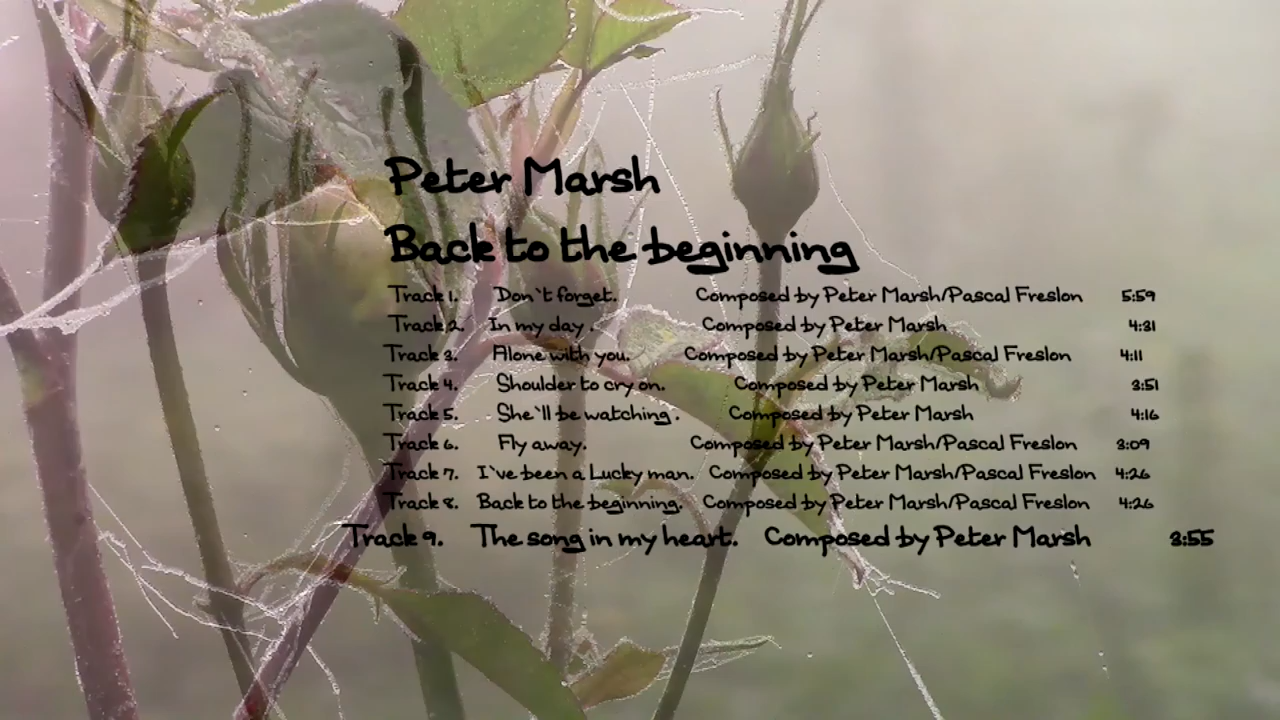 Peter Marsh
Back to the beginning
Track 1. Don`t forget. Composed by Peter Marsh/Pascal Freslon 5:59
Track 2. In my day . Composed by Peter Marsh 4:31
Track 3. Alone with you. Composed by Peter Marsh/Pascal Freslon 4:11
Track 4. Shoulder to cry on. Composed by Peter Marsh 3:51
Track 5. She`ll be watching . Composed by Peter Marsh 4:16
Track 6. Fly away. Composed by Peter Marsh/Pascal Freslon 3:09
Track 7. I`ve been a Lucky man. Composed by Peter Marsh/Pascal Freslon 4:26
Track 8. Back to the beginning. Composed by Peter Marsh/Pascal Freslon 4:26
Track 9. The song in my heart. Composed by Peter Marsh 3:55